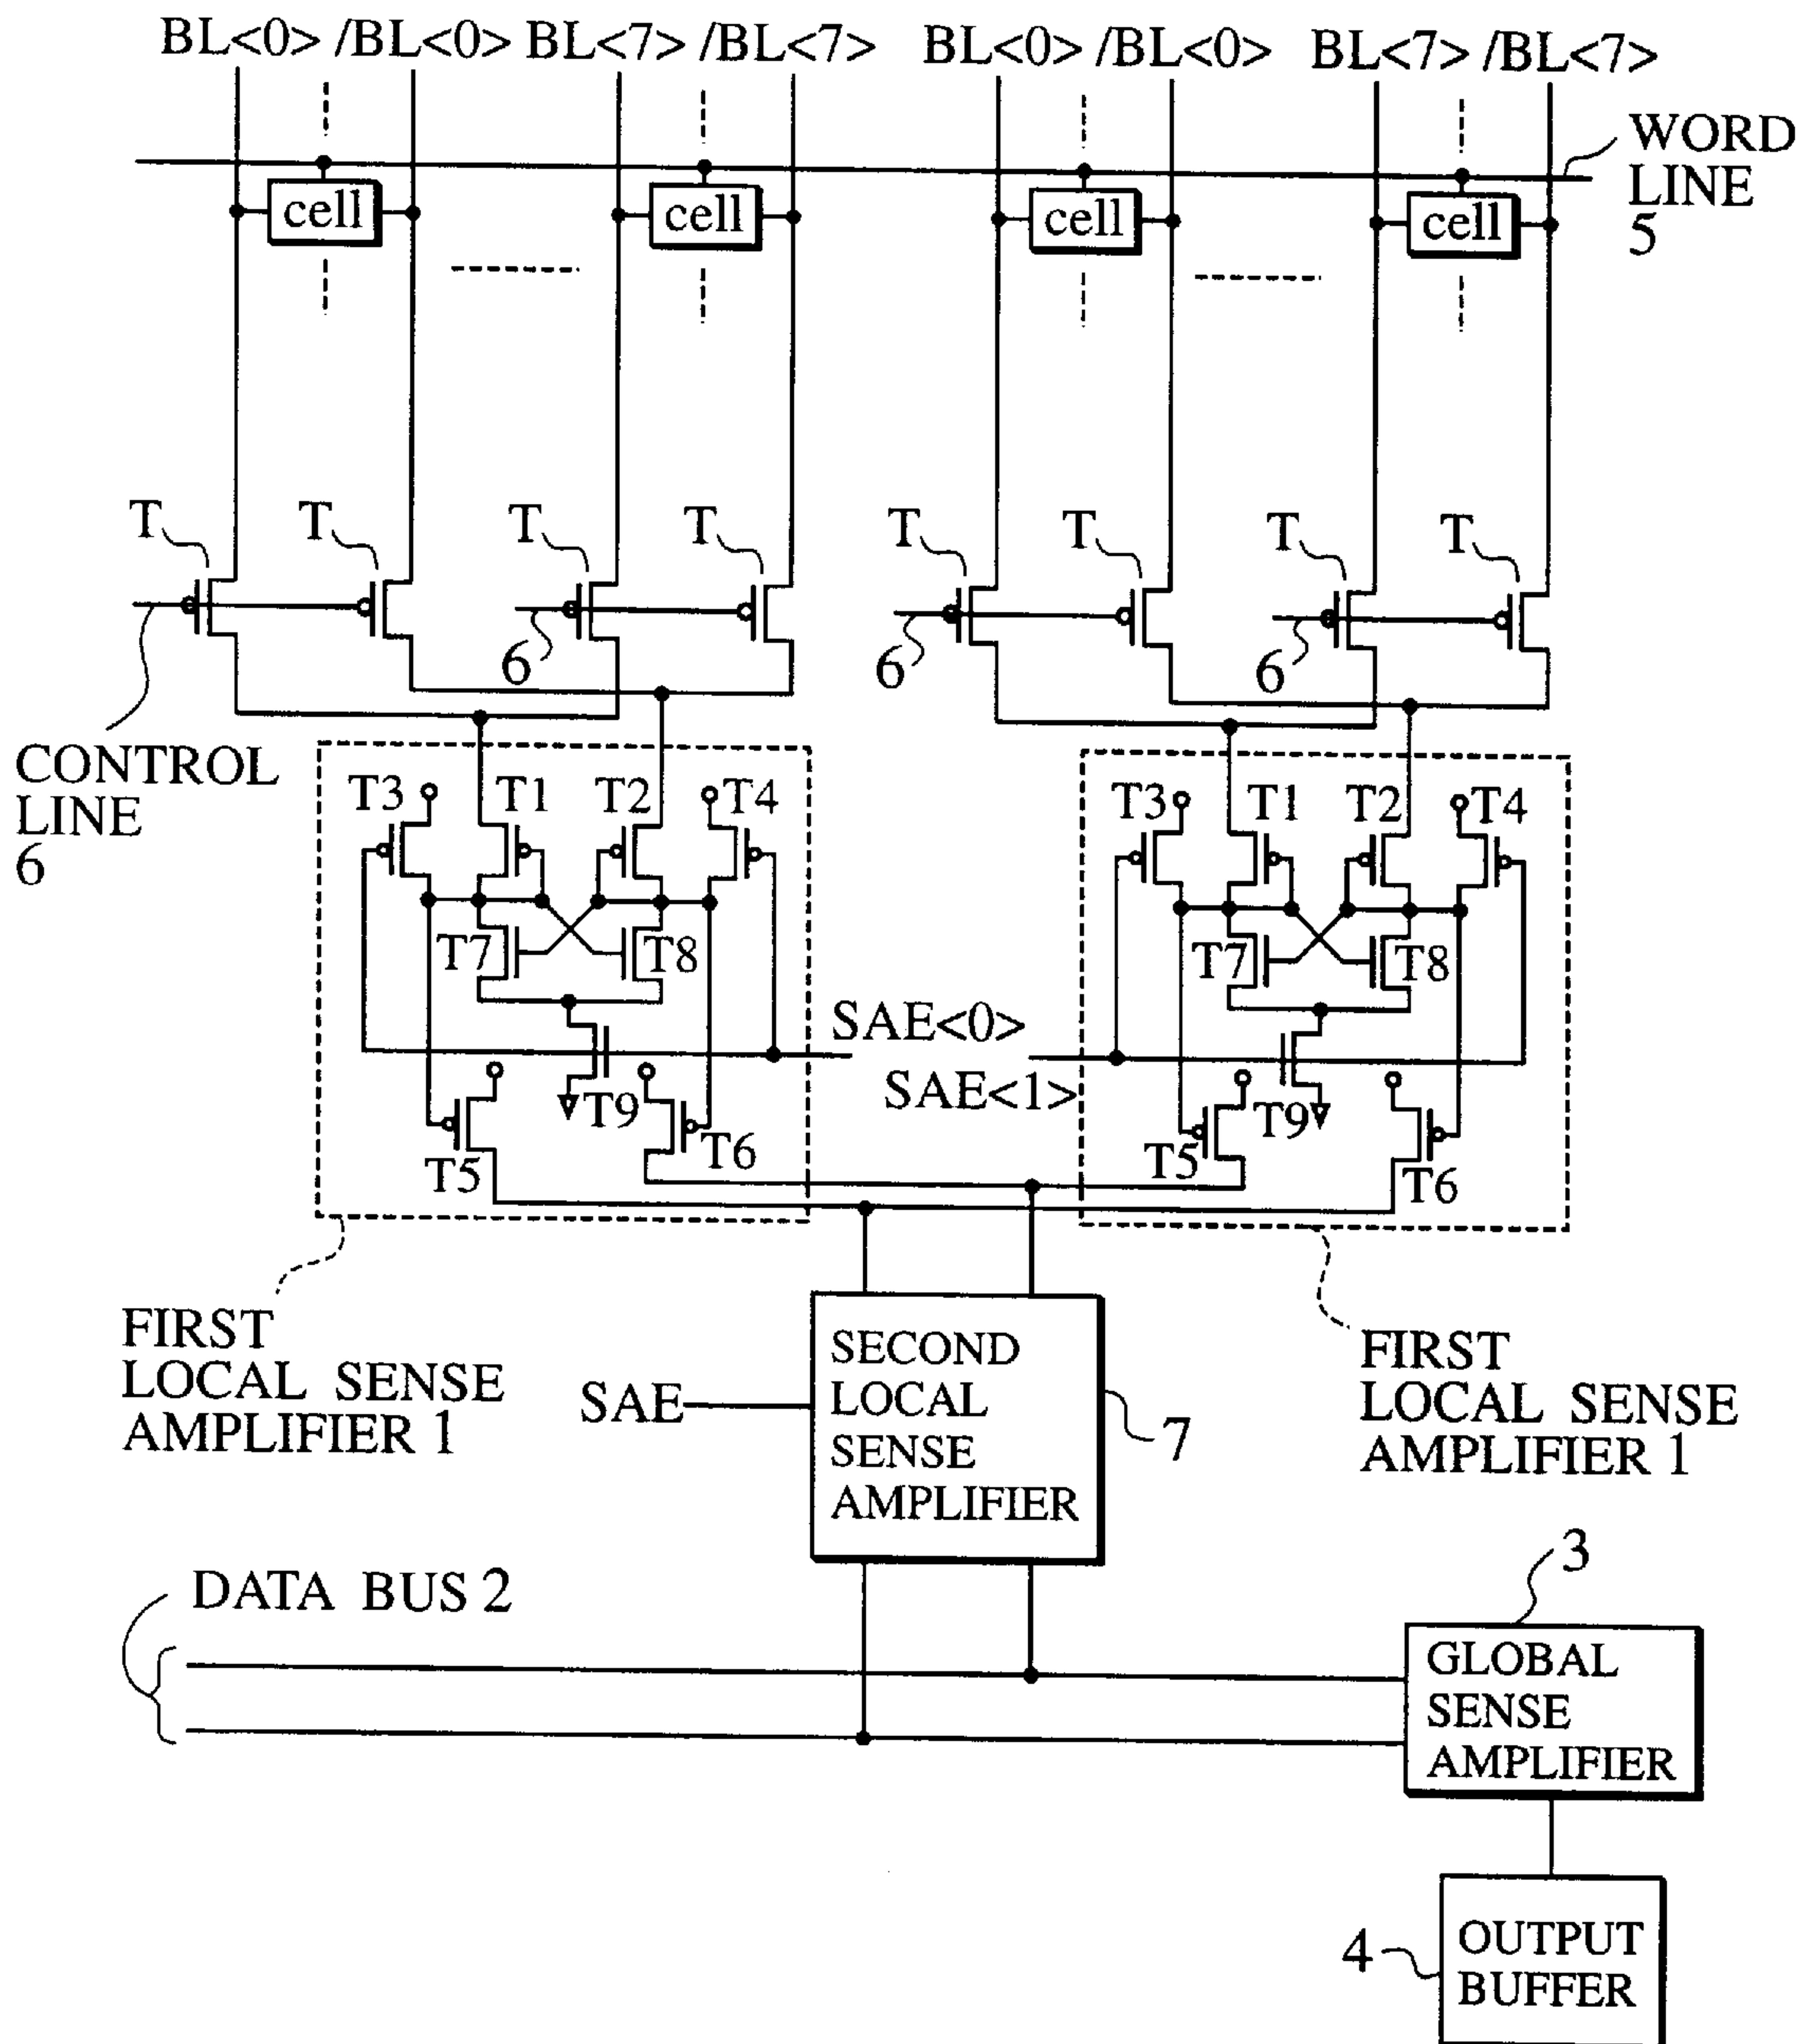 BL<0> /BL<0> BL<7> /BL<7> BL<0> /BL<0> BL<7> /BL<7>
WORD
LINE
5
cell cell cell cell
T T T T T T T T
6 6 6
CONTROL
LINE
6
T3 T1 T2 T4 T3 T1 T2 T4
T7 T8 T7 T8
SAE<0>
SAE<1>
T9 T9
T5 T6 T5 T6
FIRST
LOCAL SENSE
AMPLIFIER 1
FIRST
LOCAL SENSE
AMPLIFIER 1
SECOND
LOCAL
SENSE
AMPLIFIER
SAE
7
DATA BUS 2
3
GLOBAL
SENSE
AMPLIFIER
4
OUTPUT
BUFFER